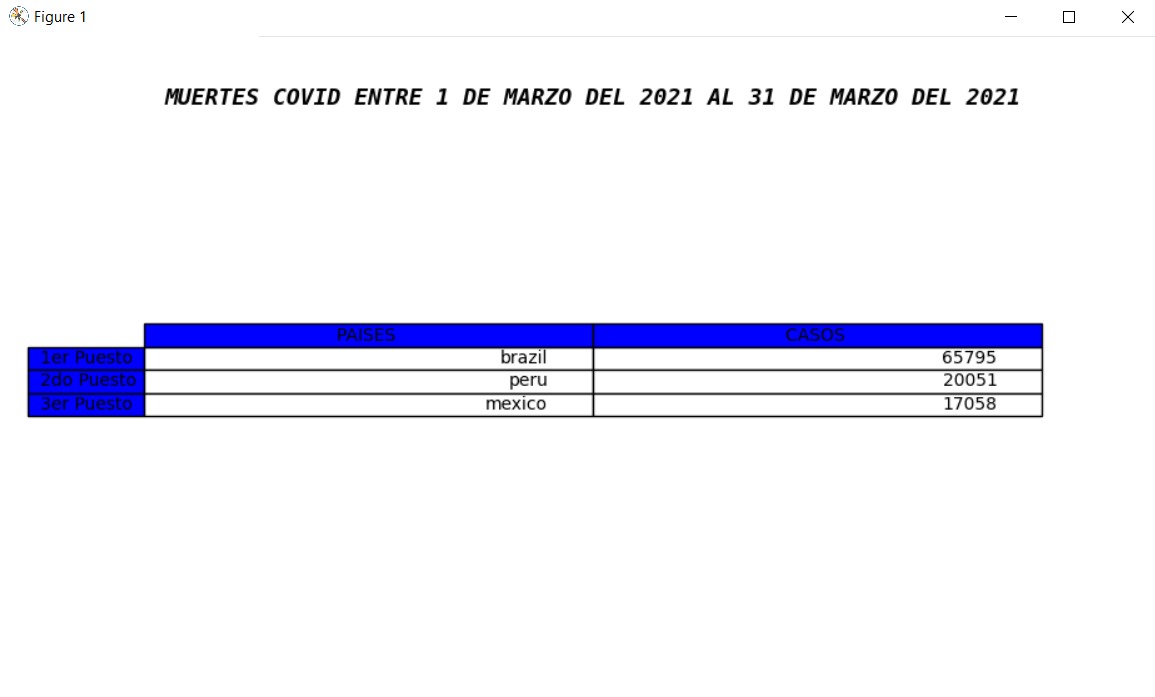 Figure 1
MUERTES COVID ENTRE 1 DE MARZO DEL 2021 AL 31 DE MARZO DEL 2021
PAISES CASOS
1er Puesto brazil 65795
2do Puesto peru 20051
3er Puesto mexico 17058